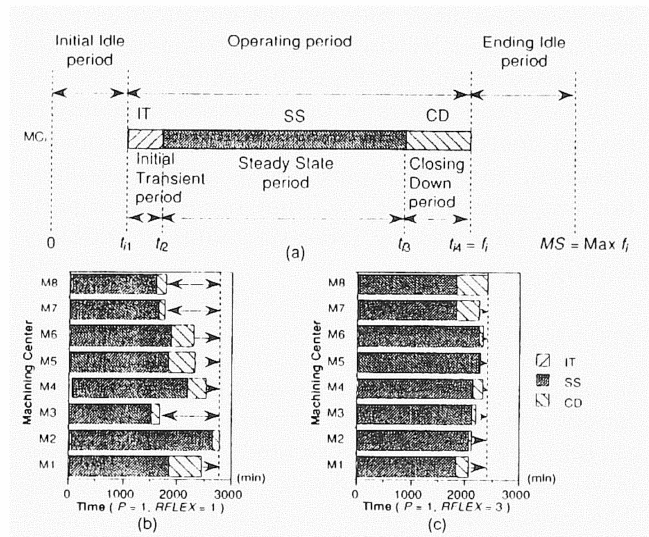 Initial Idle period
Operating period
Ending Idle period
IT
SS
CD
MCᵢ
Initial Transient period
Steady State period
Closing Down period
0
tᵢ₁
tᵢ₂
tᵢ₃
tᵢ₄ = fᵢ
MS = Max fᵢ
(a)
Machining Center
M8
M7
M6
M5
M4
M3
M2
M1
0
1000
2000
3000
(min)
Time ( P = 1, RFLEX = 1 )
(b)
Machining Center
M8
M7
M6
M5
M4
M3
M2
M1
0
1000
2000
3000
(min)
Time ( P = 1, RFLEX = 3 )
(c)
IT
SS
CD